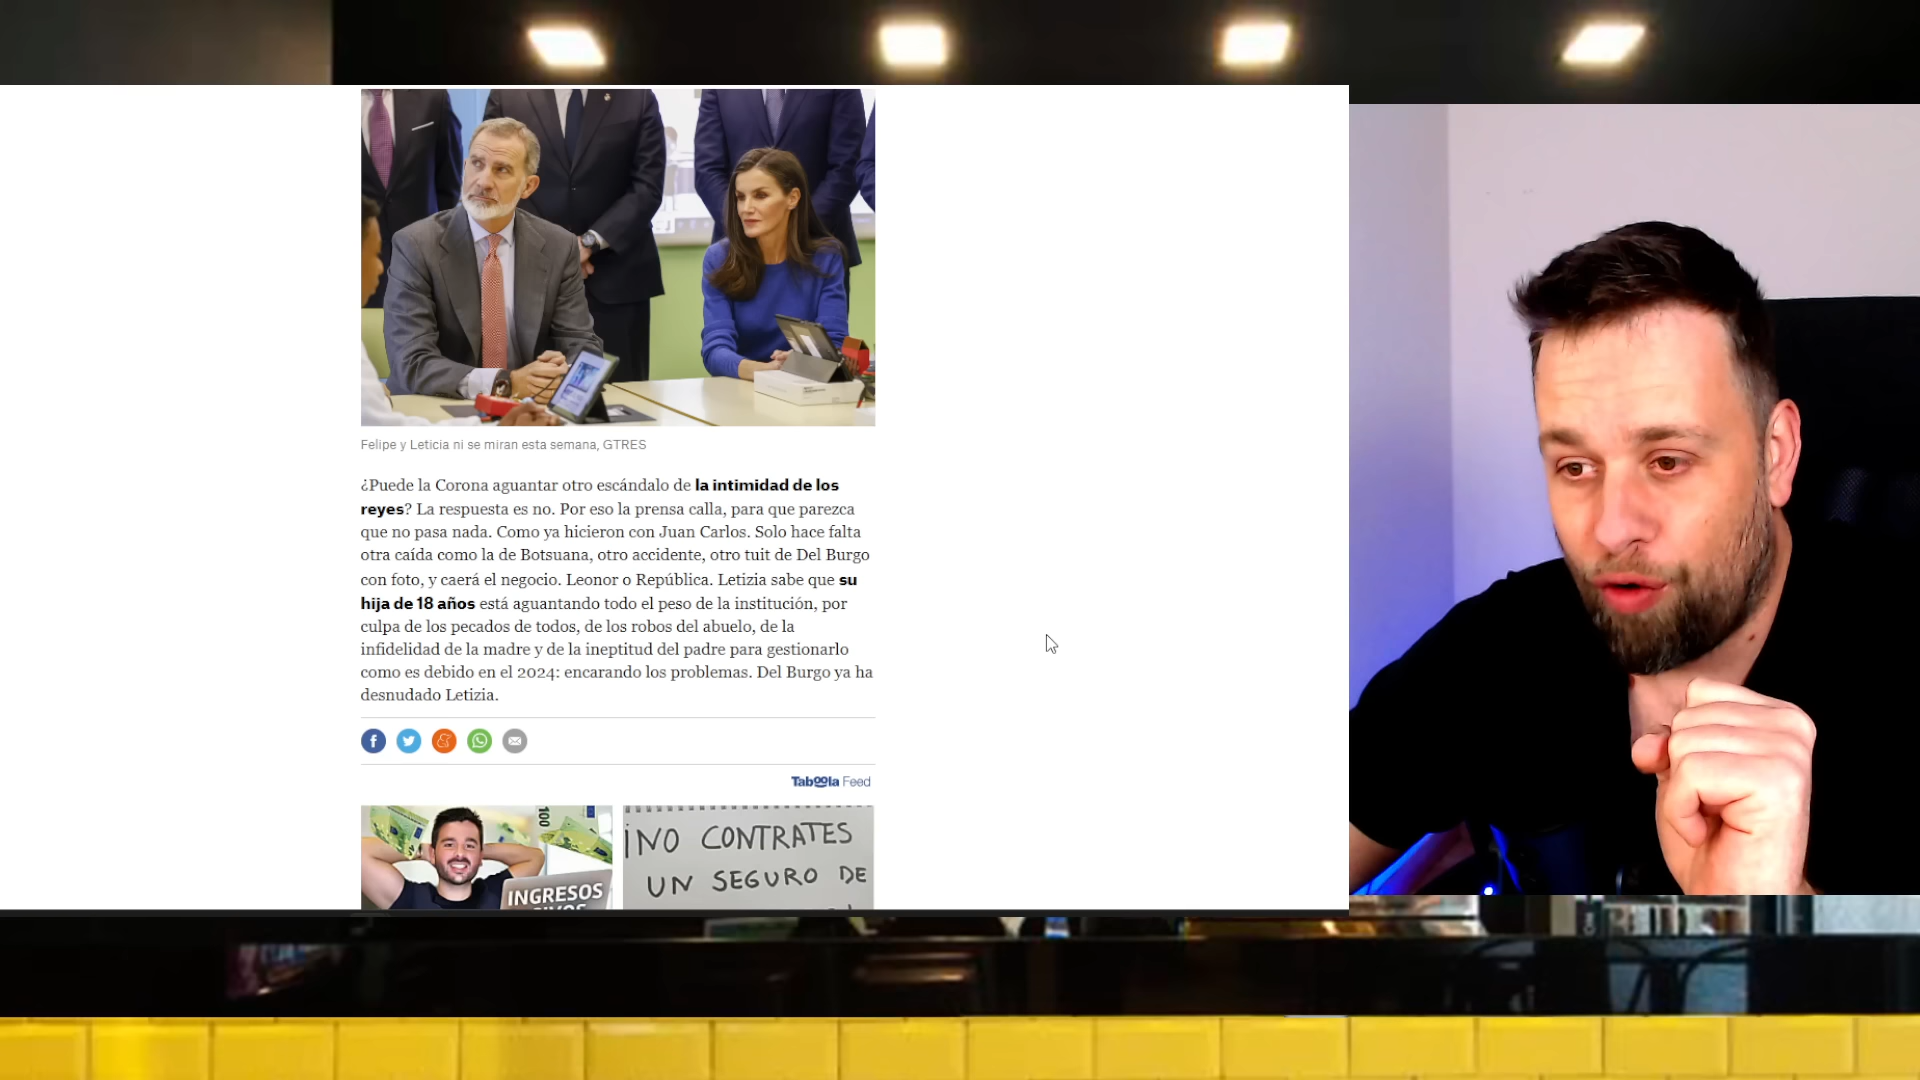 Felipe y Leticia ni se miran esta semana, GTRES
¿Puede la Corona aguantar otro escándalo de la intimidad de los
reyes? La respuesta es no. Por eso la prensa calla, para que parezca
que no pasa nada. Como ya hicieron con Juan Carlos. Solo hace falta
otra caída como la de Botsuana, otro accidente, otro tuit de Del Burgo
con foto, y caerá el negocio. Leonor o República. Letizia sabe que su
hija de 18 años está aguantando todo el peso de la institución, por
culpa de los pecados de todos, de los robos del abuelo, de la
infidelidad de la madre y de la ineptitud del padre para gestionarlo
como es debido en el 2024: encarando los problemas. Del Burgo ya ha
desnudado Letizia.
Taboola Feed
100
INGRESOS
¡NO CONTRATES
UN SEGURO DE